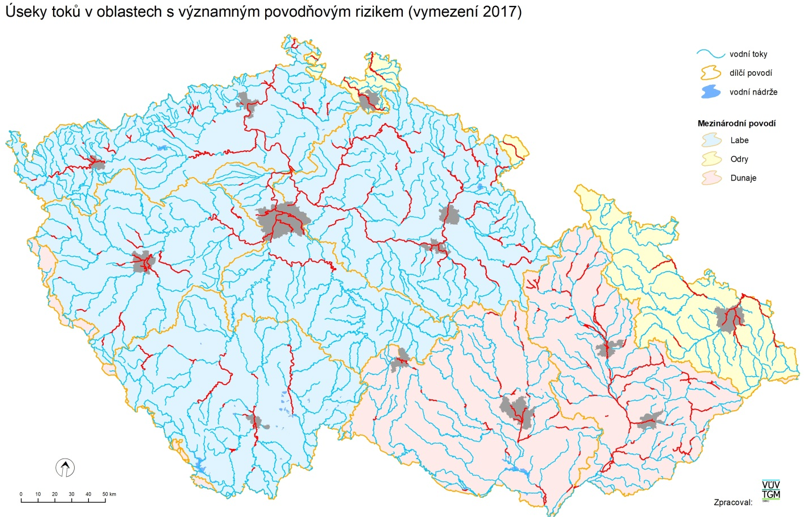 Úseky toků v oblastech s významným povodňovým rizikem (vymezení 2017)
vodní toky
dílčí povodí
vodní nádrže
Mezinárodní povodí
Labe
Odry
Dunaje
0 10 20 30 40 50 km
Zpracoval:
VÚV
TGM